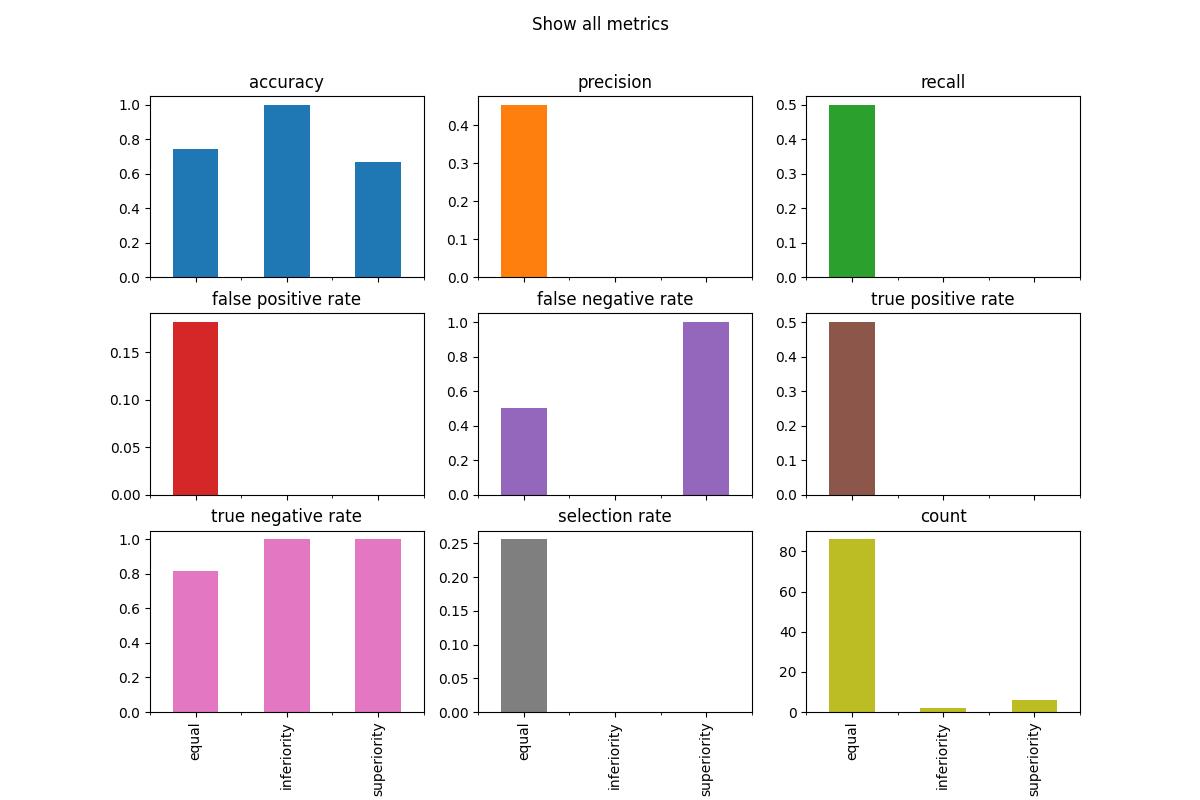 Show all metrics
accuracy
1.0
0.8
0.6
0.4
0.2
0.0
precision
0.4
0.3
0.2
0.1
0.0
recall
0.5
0.4
0.3
0.2
0.1
0.0
false positive rate
0.15
0.10
0.05
0.00
false negative rate
1.0
0.8
0.6
0.4
0.2
0.0
true positive rate
0.5
0.4
0.3
0.2
0.1
0.0
true negative rate
1.0
0.8
0.6
0.4
0.2
0.0
equal
inferiority
superiority
selection rate
0.25
0.20
0.15
0.10
0.05
0.00
equal
inferiority
superiority
count
80
60
40
20
0
equal
inferiority
superiority